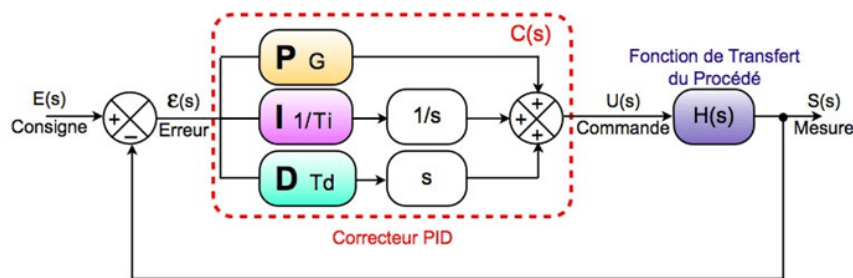 C(s)
Fonction de Transfert
du Procédé
P G
E(s)
Consigne
+
−
ε(s)
Erreur
I 1/Ti
1/s
+
+
+
U(s)
Commande
H(s)
S(s)
Mesure
D Td
s
Correcteur PID